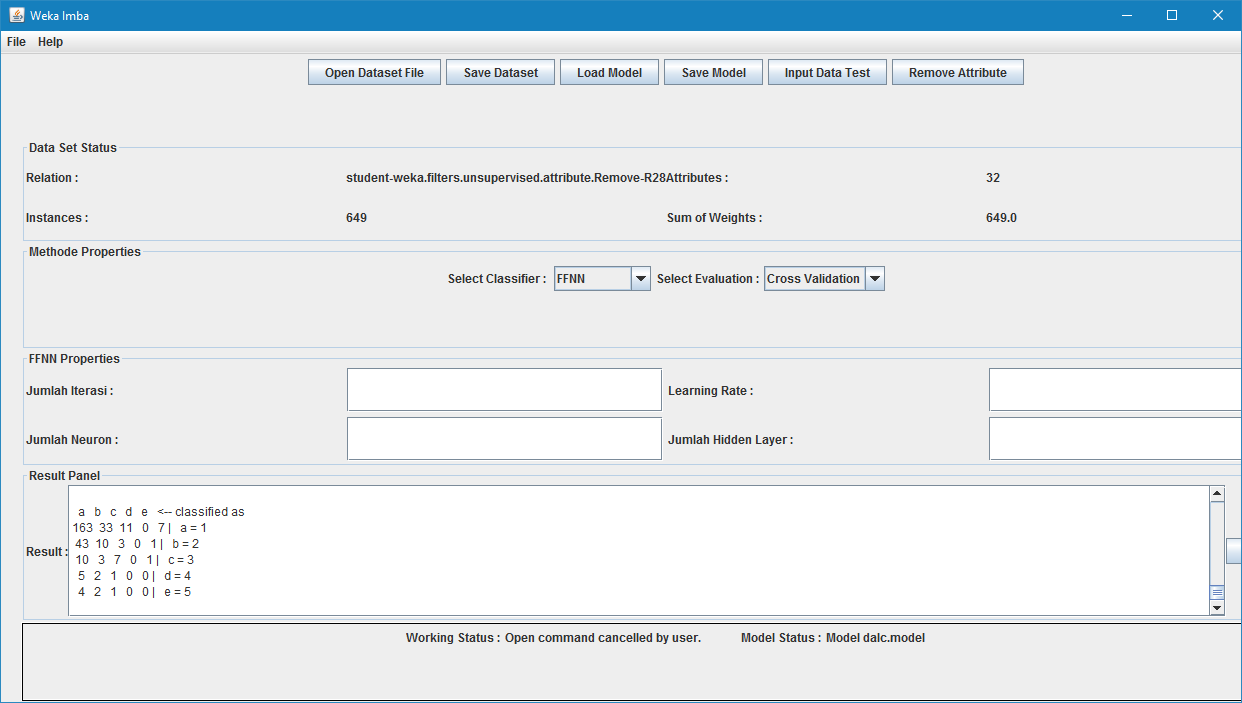 Weka Imba
File Help
Open Dataset File Save Dataset Load Model Save Model Input Data Test Remove Attribute
Data Set Status
Relation : student-weka.filters.unsupervised.attribute.Remove-R28Attributes : 32
Instances : 649 Sum of Weights : 649.0
Methode Properties
Select Classifier : FFNN Select Evaluation : Cross Validation
FFNN Properties
Jumlah Iterasi : Learning Rate :
Jumlah Neuron : Jumlah Hidden Layer :
Result Panel
a b c d e <-- classified as
163 33 11 0 7 | a = 1
43 10 3 0 1 | b = 2
Result : 10 3 7 0 1 | c = 3
5 2 1 0 0 | d = 4
4 2 1 0 0 | e = 5
Working Status : Open command cancelled by user. Model Status : Model dalc.model